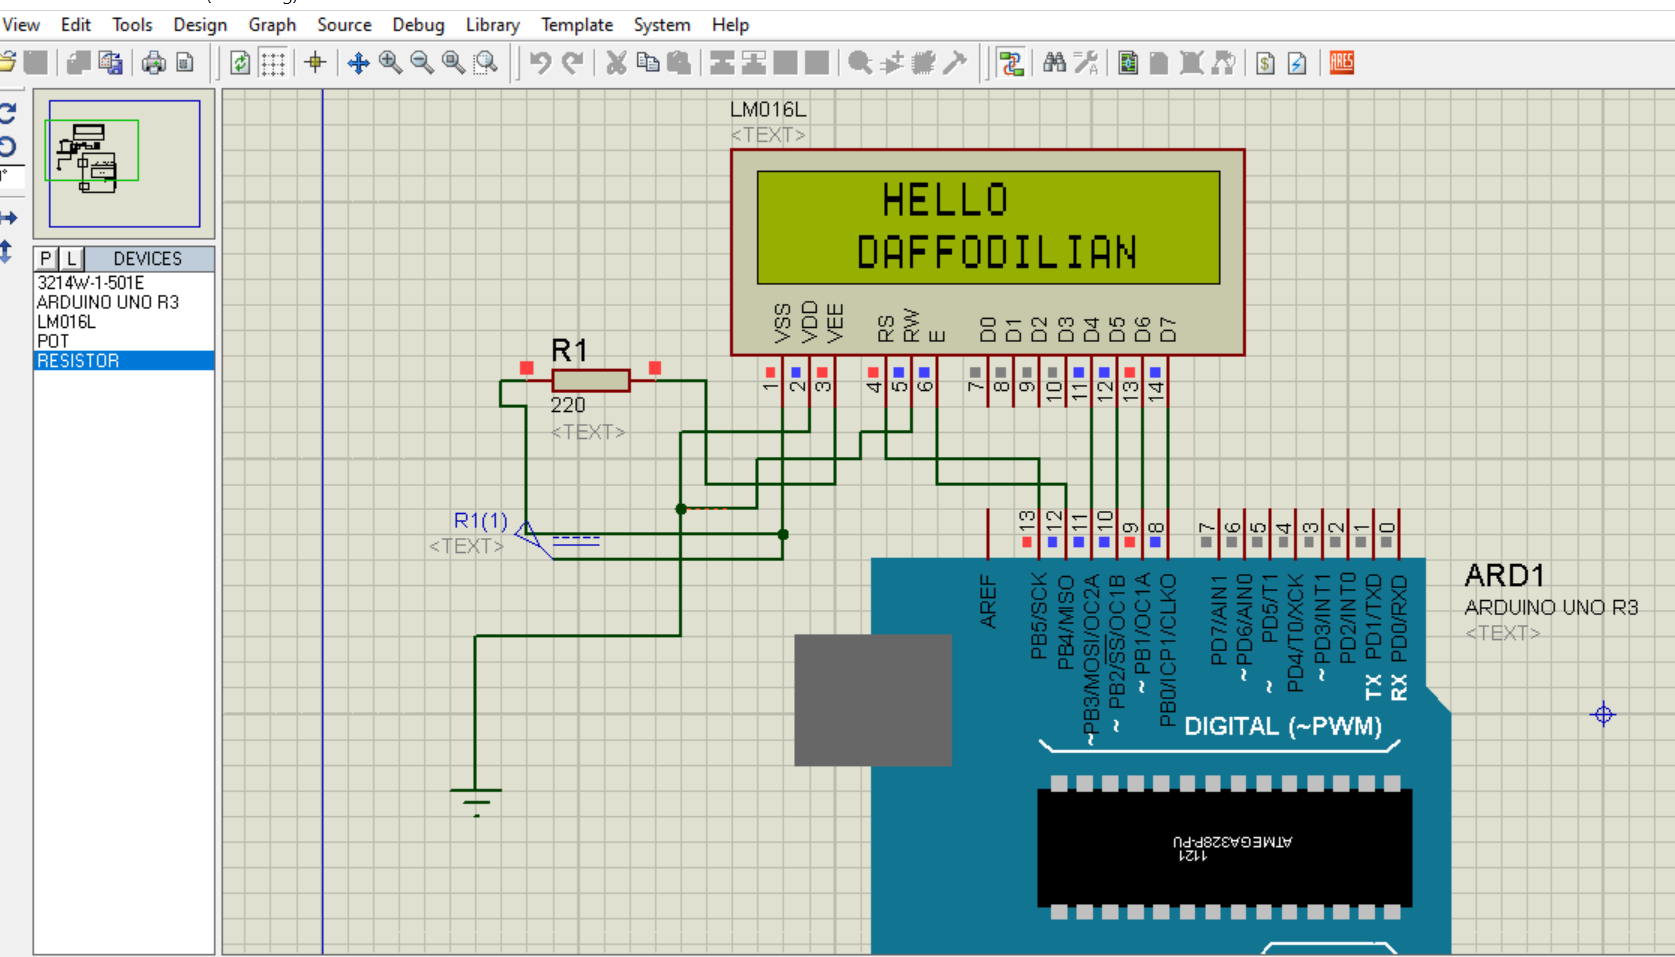 View Edit Tools Design Graph Source Debug Library Template System Help
ARES
P L DEVICES
3214W-1-501E
ARDUINO UNO R3
LM016L
POT
RESISTOR
LM016L
<TEXT>
HELLO
DAFFODILIAN
VSS VDD VEE RS RW E D0 D1 D2 D3 D4 D5 D6 D7
1 2 3 4 5 6 7 8 9 10 11 12 13 14
R1
220
<TEXT>
R1(1)
<TEXT>
13 12 11 10 9 8 7 6 5 4 3 2 1 0
AREF
PB5/SCK
PB4/MISO
~PB3/MOSI/OC2A
~PB2/SS/OC1B
~PB1/OC1A
PB0/ICP1/CLKO
PD7/AIN1
~PD6/AIN0
~PD5/T1
PD4/T0/XCK
~PD3/INT1
PD2/INT0
TX PD1/TXD
RX PD0/RXD
DIGITAL (~PWM)
ARD1
ARDUINO UNO R3
<TEXT>
ATMEGA328P-PU
1121